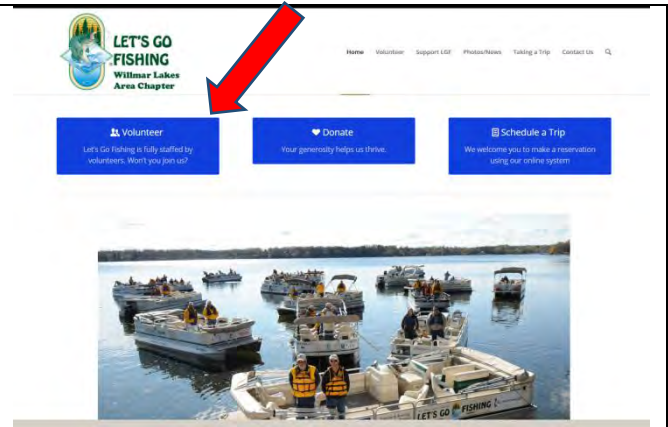 LET'S GO
FISHING
Willmar Lakes
Area Chapter
Home Volunteer Support LGF Photos/News Taking a Trip Contact Us
Volunteer
Let's Go Fishing is fully staffed by
volunteers. Won't you join us?
Donate
Your generosity helps us thrive.
Schedule a Trip
We welcome you to make a reservation
using our online system
LET'S GO FISHING